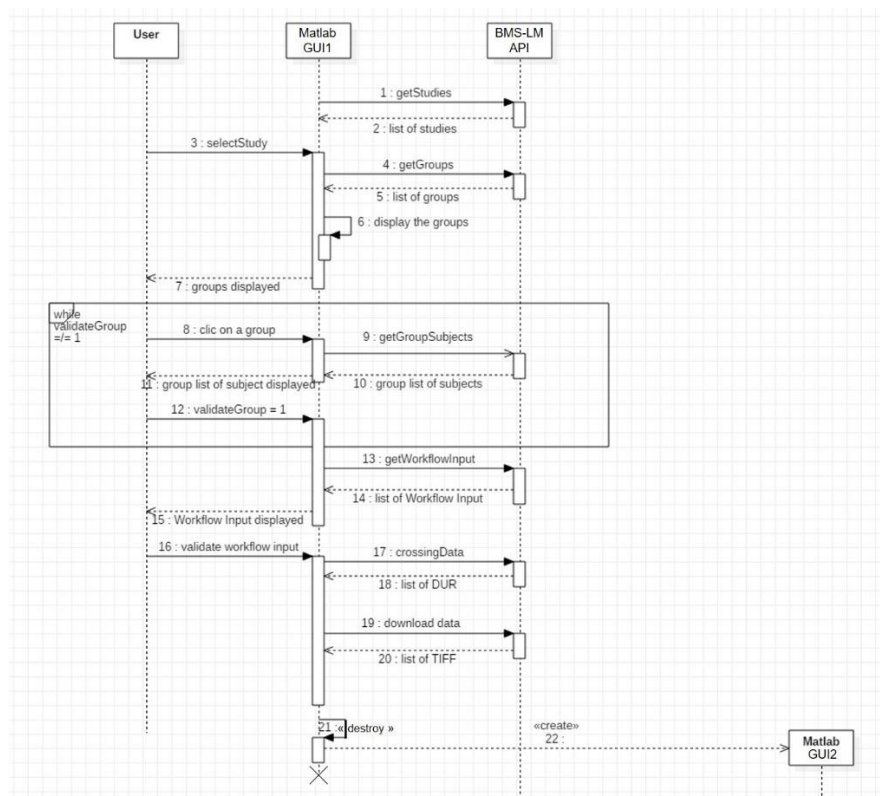 User
Matlab
GUI1
BMS-LM
API
1 : getStudies
2 : list of studies
3 : selectStudy
4 : getGroups
5 : list of groups
6 : display the groups
7 : groups displayed
while
validateGroup
=/= 1
8 : clic on a group
9 : getGroupSubjects
10 : group list of subjects
11 : group list of subject displayed
12 : validateGroup = 1
13 : getWorkflowInput
14 : list of Workflow Input
15 : Workflow Input displayed
16 : validate workflow input
17 : crossingData
18 : list of DUR
19 : download data
20 : list of TIFF
21 :« destroy »
«create»
22 :
Matlab
GUI2